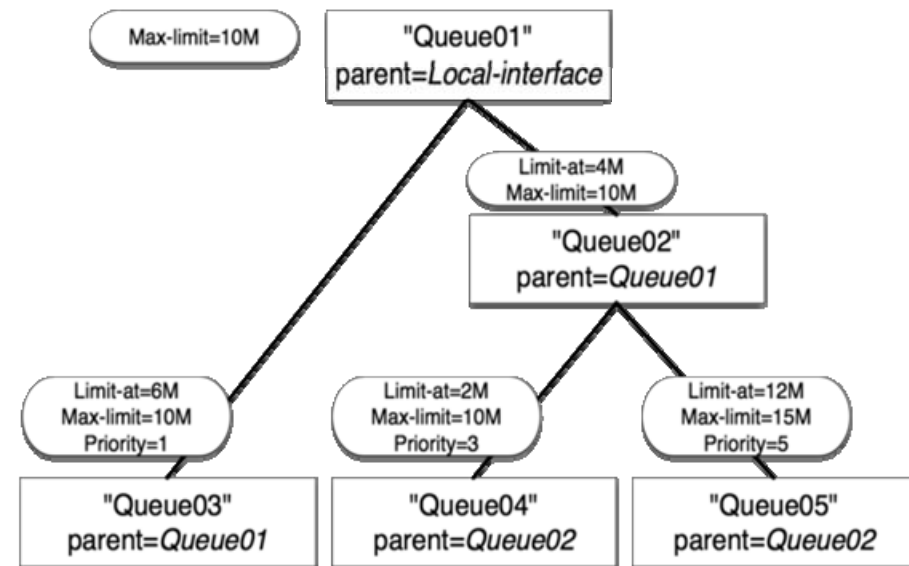 Max-limit=10M
"Queue01"
parent=Local-interface
Limit-at=4M
Max-limit=10M
"Queue02"
parent=Queue01
Limit-at=6M
Max-limit=10M
Priority=1
Limit-at=2M
Max-limit=10M
Priority=3
Limit-at=12M
Max-limit=15M
Priority=5
"Queue03"
parent=Queue01
"Queue04"
parent=Queue02
"Queue05"
parent=Queue02